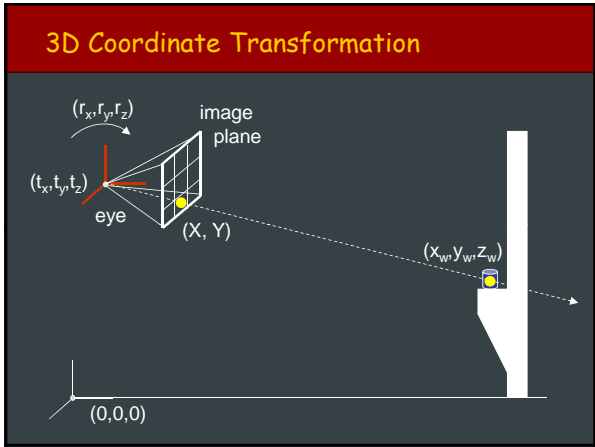 3D Coordinate Transformation
(rx,ry,rz)
image
plane
(tx,ty,tz)
eye
(X, Y)
(xw,yw,zw)
(0,0,0)